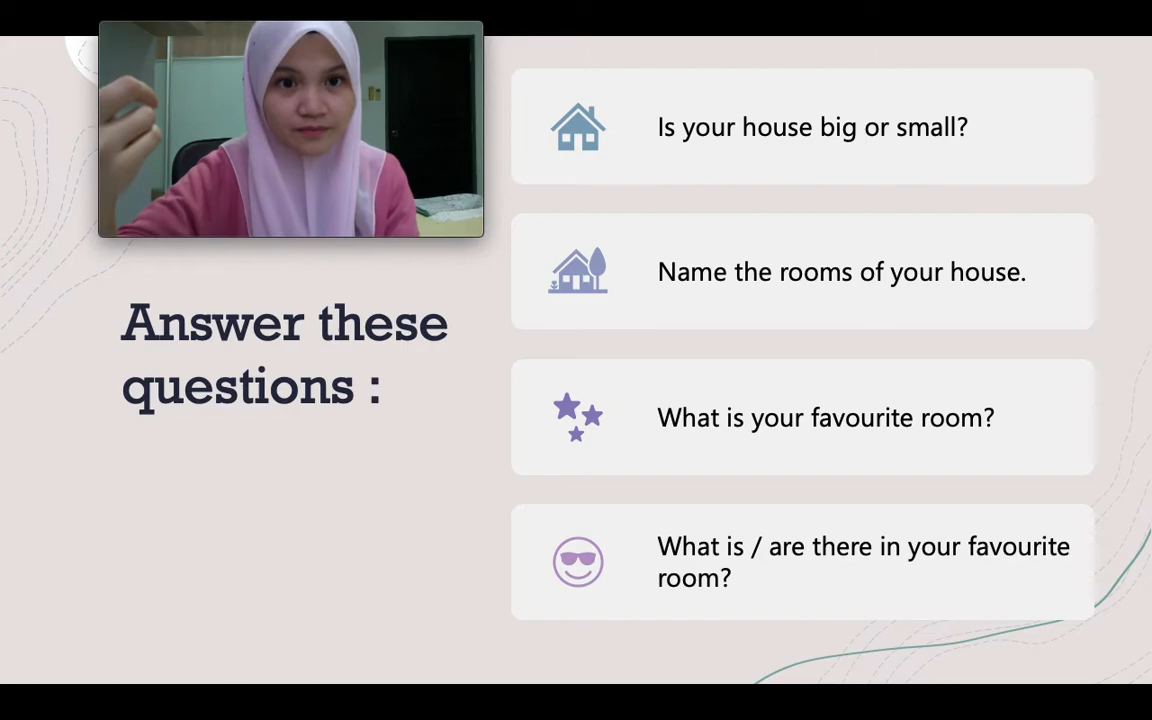 Answer these
questions :
Is your house big or small?
Name the rooms of your house.
What is your favourite room?
What is / are there in your favourite
room?